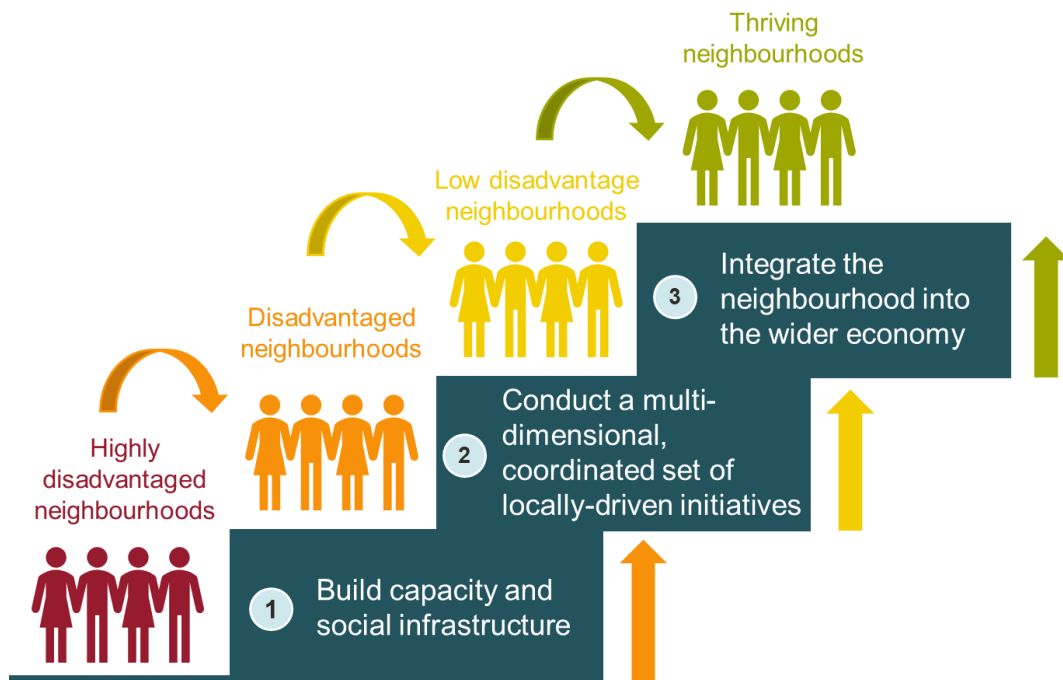 Thriving
neighbourhoods
Low disadvantage
neighbourhoods
3
Integrate the
neighbourhood into
the wider economy
Disadvantaged
neighbourhoods
2
Conduct a multi-
dimensional,
coordinated set of
locally-driven initiatives
Highly
disadvantaged
neighbourhoods
1
Build capacity and
social infrastructure